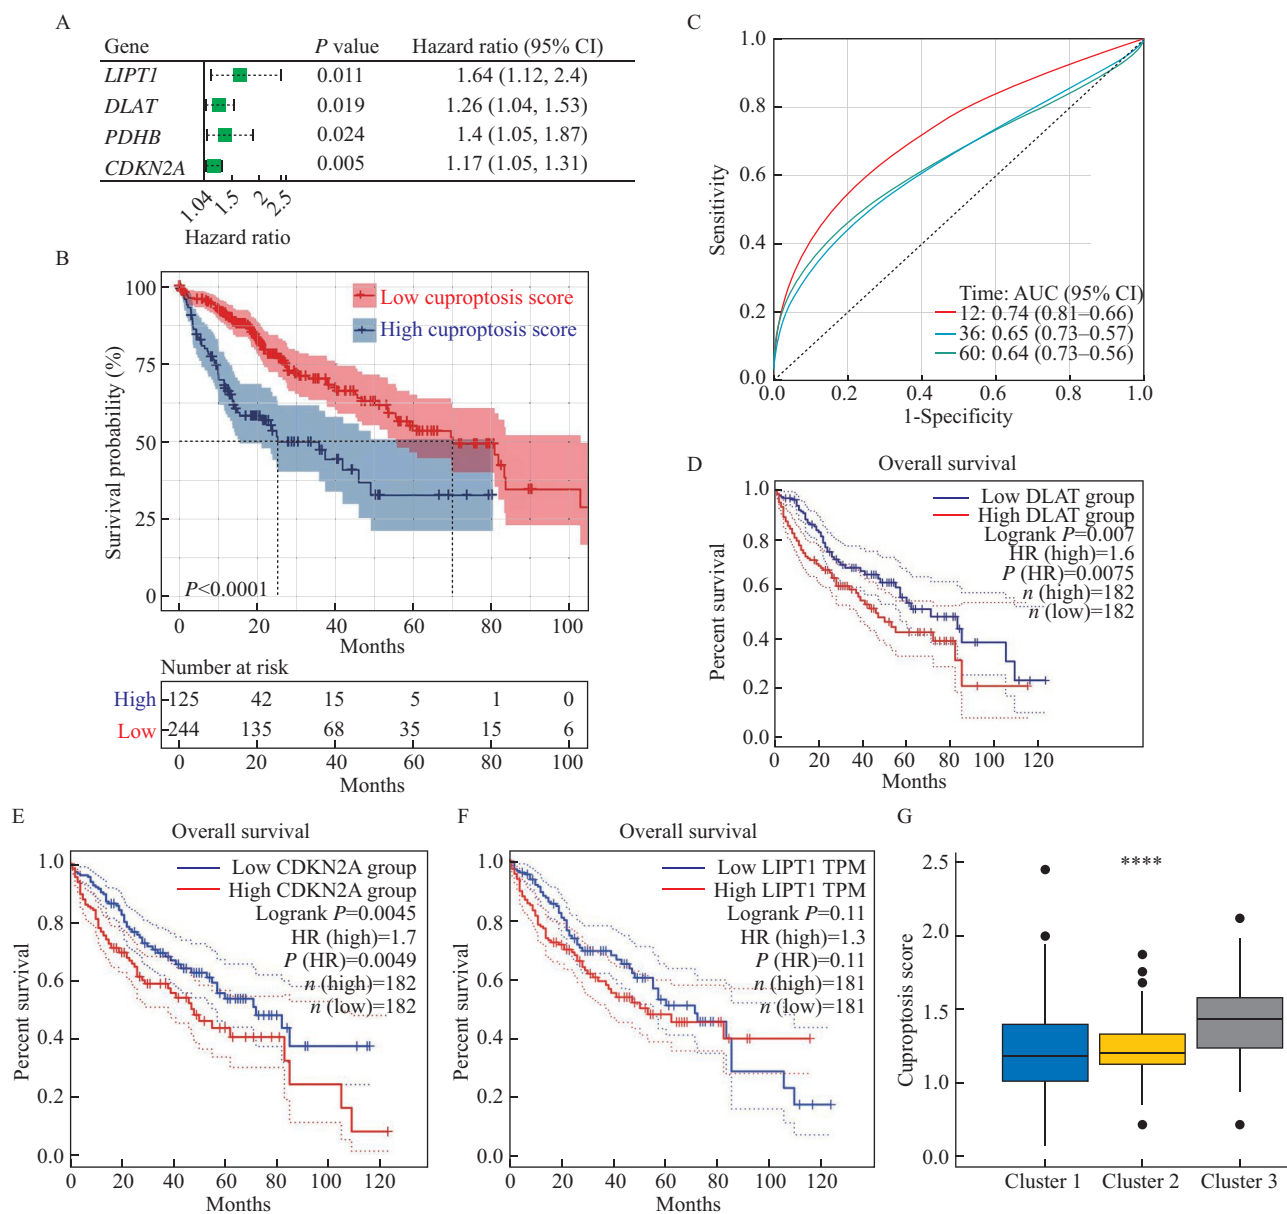 A
Gene P value Hazard ratio (95% CI)
LIPT1 0.011 1.64 (1.12, 2.4)
DLAT 0.019 1.26 (1.04, 1.53)
PDHB 0.024 1.4 (1.05, 1.87)
CDKN2A 0.005 1.17 (1.05, 1.31)
1.04 1.5 2 2.5
Hazard ratio
B
Survival probability (%)
100
75
50
25
0
Low cuproptosis score
High cuproptosis score
P<0.0001
0 20 40 60 80 100
Months
Number at risk
High 125 42 15 5 1 0
Low 244 135 68 35 15 6
0 20 40 60 80 100
Months
C
Sensitivity
1.0
0.8
0.6
0.4
0.2
0.0
Time: AUC (95% CI)
12: 0.74 (0.81–0.66)
36: 0.65 (0.73–0.57)
60: 0.64 (0.73–0.56)
0.0 0.2 0.4 0.6 0.8 1.0
1-Specificity
D
Overall survival
Percent survival
1.0
0.8
0.6
0.4
0.2
0.0
Low DLAT group
High DLAT group
Logrank P=0.007
HR (high)=1.6
P (HR)=0.0075
n (high)=182
n (low)=182
0 20 40 60 80 100 120
Months
E
Overall survival
Percent survival
1.0
0.8
0.6
0.4
0.2
0.0
Low CDKN2A group
High CDKN2A group
Logrank P=0.0045
HR (high)=1.7
P (HR)=0.0049
n (high)=182
n (low)=182
0 20 40 60 80 100 120
Months
F
Overall survival
Percent survival
1.0
0.8
0.6
0.4
0.2
0.0
Low LIPT1 TPM
High LIPT1 TPM
Logrank P=0.11
HR (high)=1.3
P (HR)=0.11
n (high)=181
n (low)=181
0 20 40 60 80 100 120
Months
G
Cuproptosis score
2.5
2.0
1.5
1.0
0.0
****
Cluster 1 Cluster 2 Cluster 3